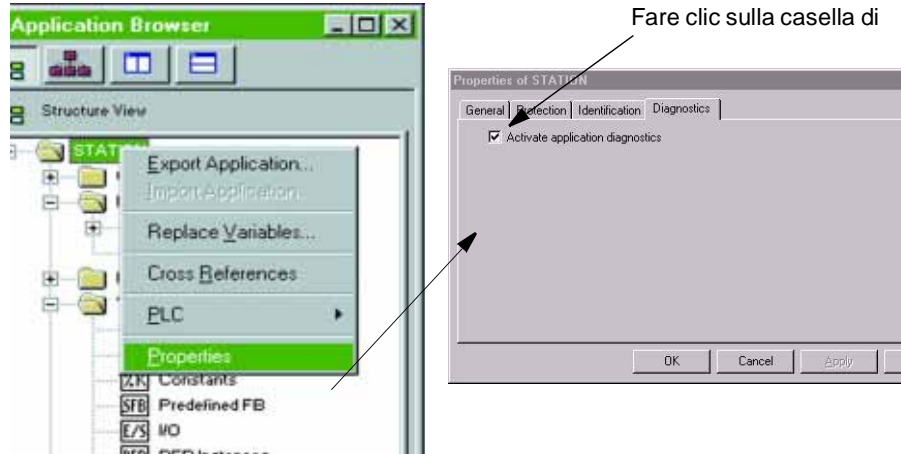 Fare clic sulla casella di
Application Browser
Structure View
STAT
Export Application...
Import Application...
Replace Variables...
Cross References
PLC
Properties
%K Constants
SFB Predefined FB
E/S I/O
Properties of STATION
General Protection Identification Diagnostics
Activate application diagnostics
OK Cancel Apply